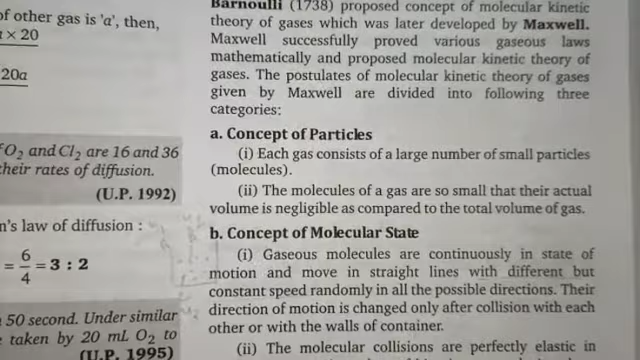 of other gas is 'a', then,
× 20
20a
O₂ and Cl₂ are 16 and 36
their rates of diffusion.
(U.P. 1992)
law of diffusion :
= 6/4 = 3 : 2
50 second. Under similar
taken by 20 mL O₂ to
(U.P. 1995)
Barnoulli (1738) proposed concept of molecular kinetic
theory of gases which was later developed by Maxwell.
Maxwell successfully proved various gaseous laws
mathematically and proposed molecular kinetic theory of
gases. The postulates of molecular kinetic theory of gases
given by Maxwell are divided into following three
categories:
a. Concept of Particles
(i) Each gas consists of a large number of small particles
(molecules).
(ii) The molecules of a gas are so small that their actual
volume is negligible as compared to the total volume of gas.
b. Concept of Molecular State
(i) Gaseous molecules are continuously in state of
motion and move in straight lines with different but
constant speed randomly in all the possible directions. Their
direction of motion is changed only after collision with each
other or with the walls of container.
(ii) The molecular collisions are perfectly elastic in